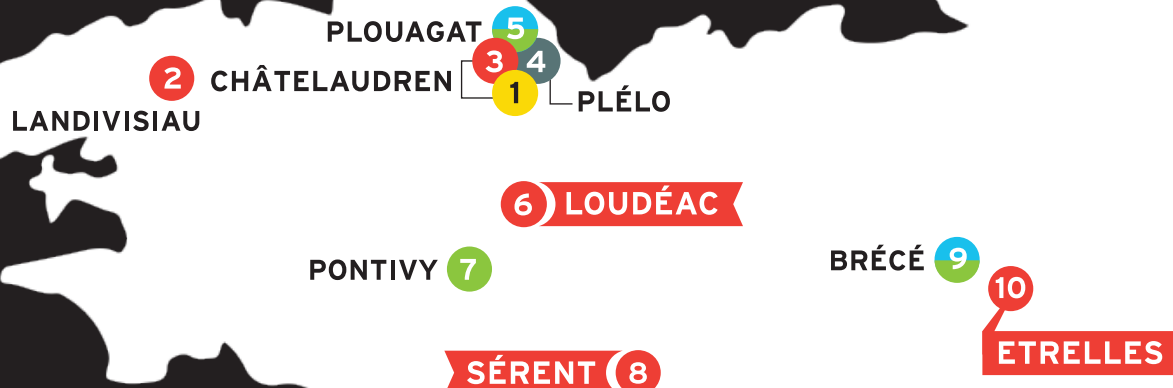 PLOUAGAT 5
3 4
2 CHÂTELAUDREN
1
PLÉLO
LANDIVISIAU
6 LOUDÉAC
BRÉCÉ 9
PONTIVY 7
10
ETRELLES
SÉRENT 8